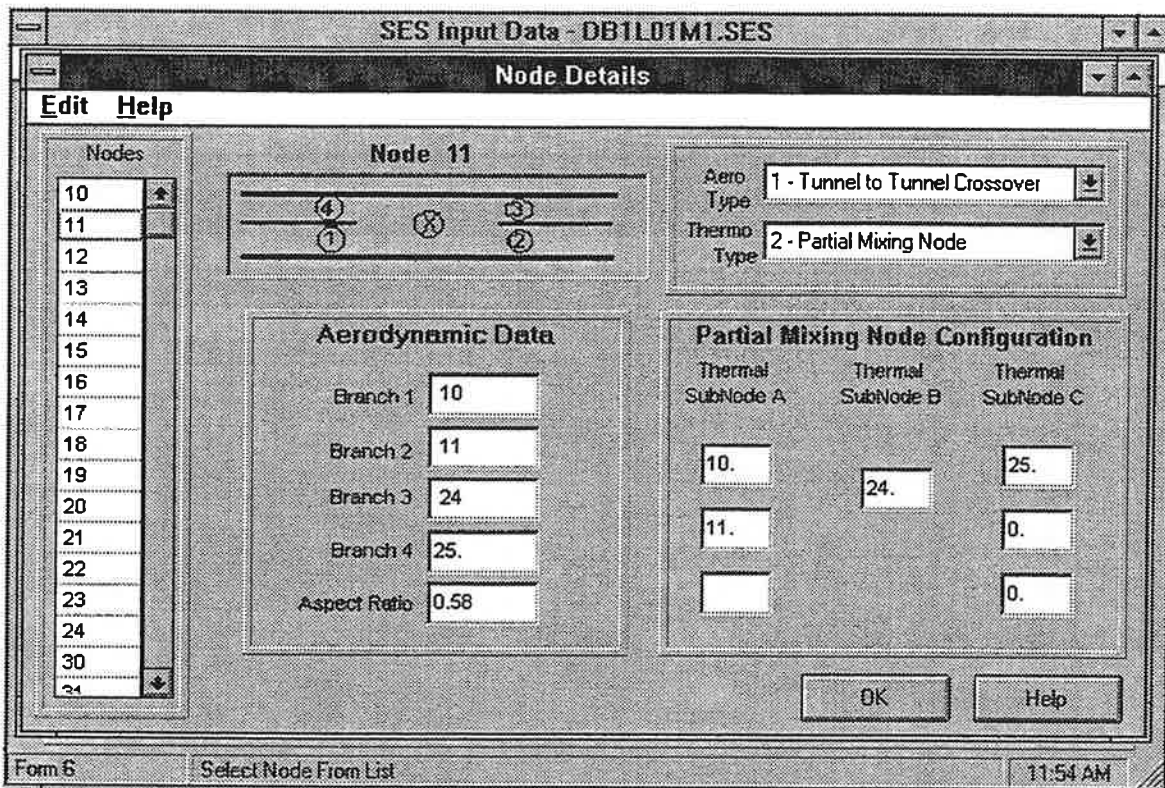 SES Input Data - DB1L01M1.SES
Node Details
Edit Help
Nodes
10
11
12
13
14
15
16
17
18
19
20
21
22
23
24
30
31
Node 11
4 3
X
1 2
Aero Type 1 - Tunnel to Tunnel Crossover
Thermo Type 2 - Partial Mixing Node
Aerodynamic Data
Branch 1 10
Branch 2 11
Branch 3 24
Branch 4 25.
Aspect Ratio 0.58
Partial Mixing Node Configuration
Thermal SubNode A
Thermal SubNode B
Thermal SubNode C
10. 25.
24.
11. 0.
0.
OK Help
Form 6 Select Node From List 11:54 AM